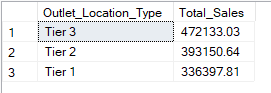 Outlet_Location_Type Total_Sales
1 Tier 3 472133.03
2 Tier 2 393150.64
3 Tier 1 336397.81